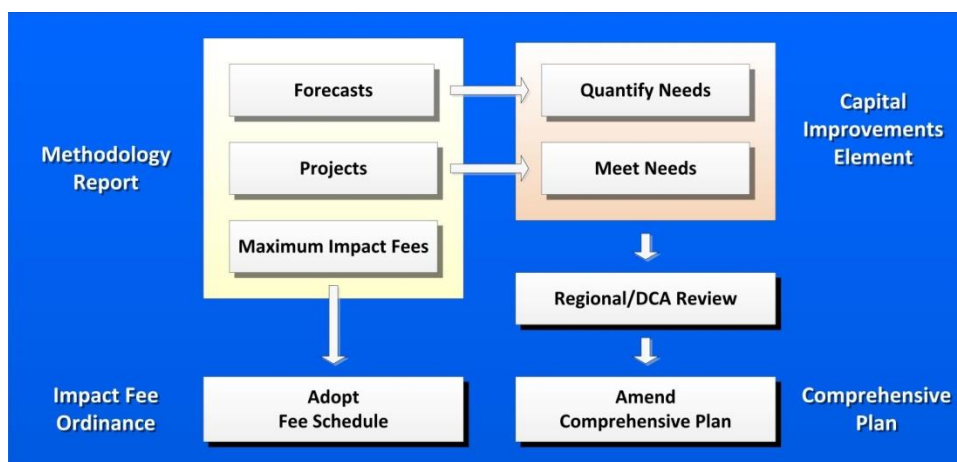 Methodology
Report
Forecasts
Projects
Maximum Impact Fees
Quantify Needs
Meet Needs
Capital
Improvements
Element
Regional/DCA Review
Impact Fee
Ordinance
Adopt
Fee Schedule
Amend
Comprehensive Plan
Comprehensive
Plan